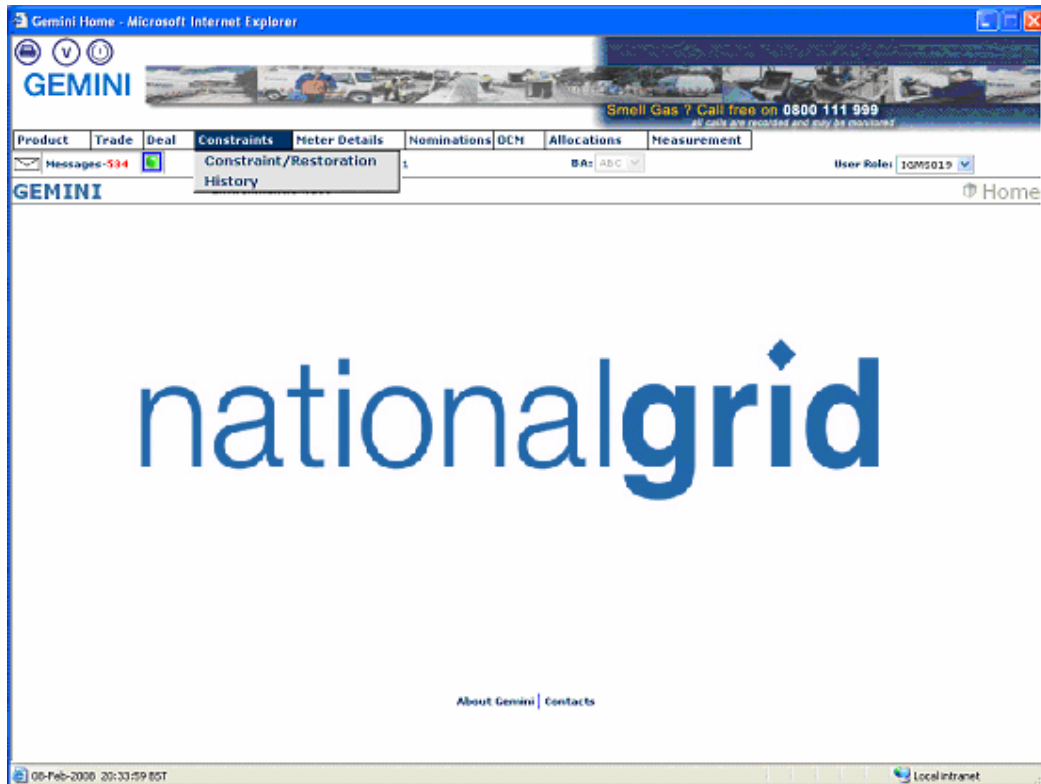 Gemini Home - Microsoft Internet Explorer
V
GEMINI
Smell Gas ? Call free on 0800 111 999
all calls are recorded and may be monitored
Product Trade Deal Constraints Meter Details Nominations OCM Allocations Measurement
Messages-534 1 BA: ABC User Role: IGMS019
Constraint/Restoration
History
GEMINI Home
nationalgrid
About Gemini Contacts
08-Feb-2008 20:33:59 BST Local intranet